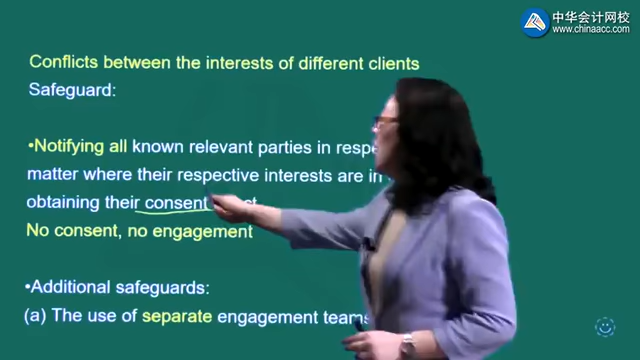 中华会计网校
www.chinaacc.com
Conflicts between the interests of different clients
Safeguard:
•Notifying all known relevant parties in
matter where their respective interests are in
obtaining their consent
No consent, no engagement
•Additional safeguards:
(a) The use of separate engagement teams